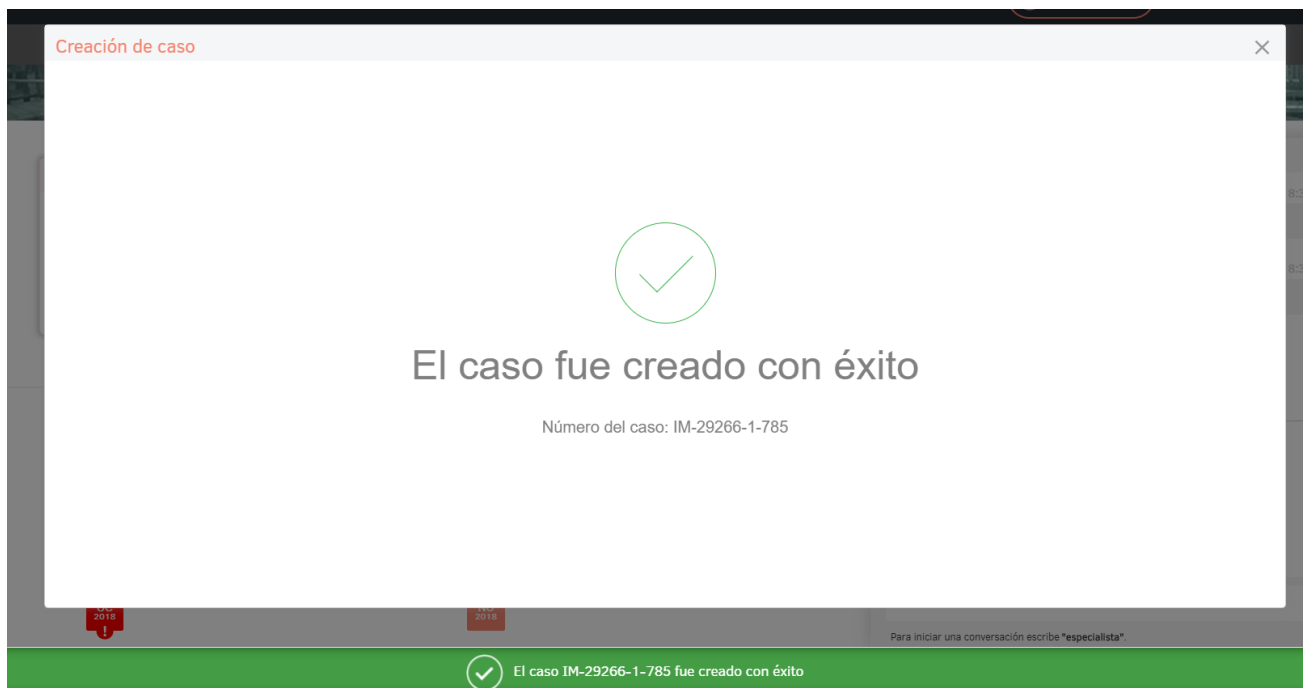 Creación de caso
El caso fue creado con éxito
Número del caso: IM-29266-1-785
2018
2018
Para iniciar una conversación escribe "especialista".
El caso IM-29266-1-785 fue creado con éxito